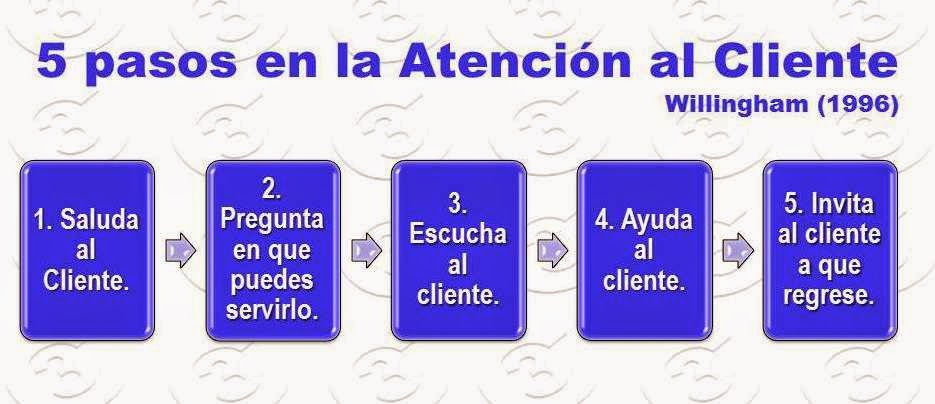 5 pasos en la Atención al Cliente
Willingham (1996)
1. Saluda
al
Cliente.
2.
Pregunta
en que
puedes
servirlo.
3.
Escucha
al
cliente.
4. Ayuda
al
cliente.
5. Invita
al cliente
a que
regrese.